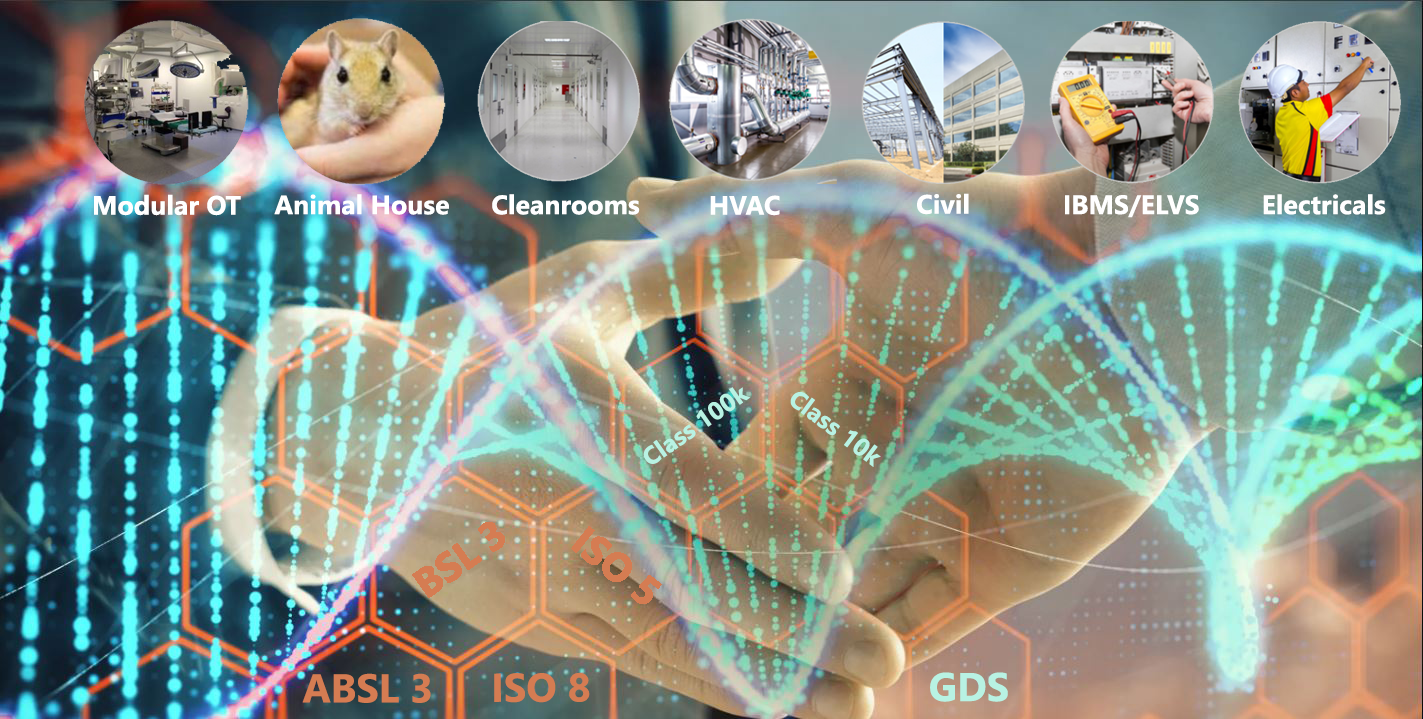 Modular OT
Animal House
Cleanrooms
HVAC
Civil
IBMS/ELVS
Electricals
Class 100k
Class 10k
BSL 3
ISO 5
ABSL 3
ISO 8
GDS